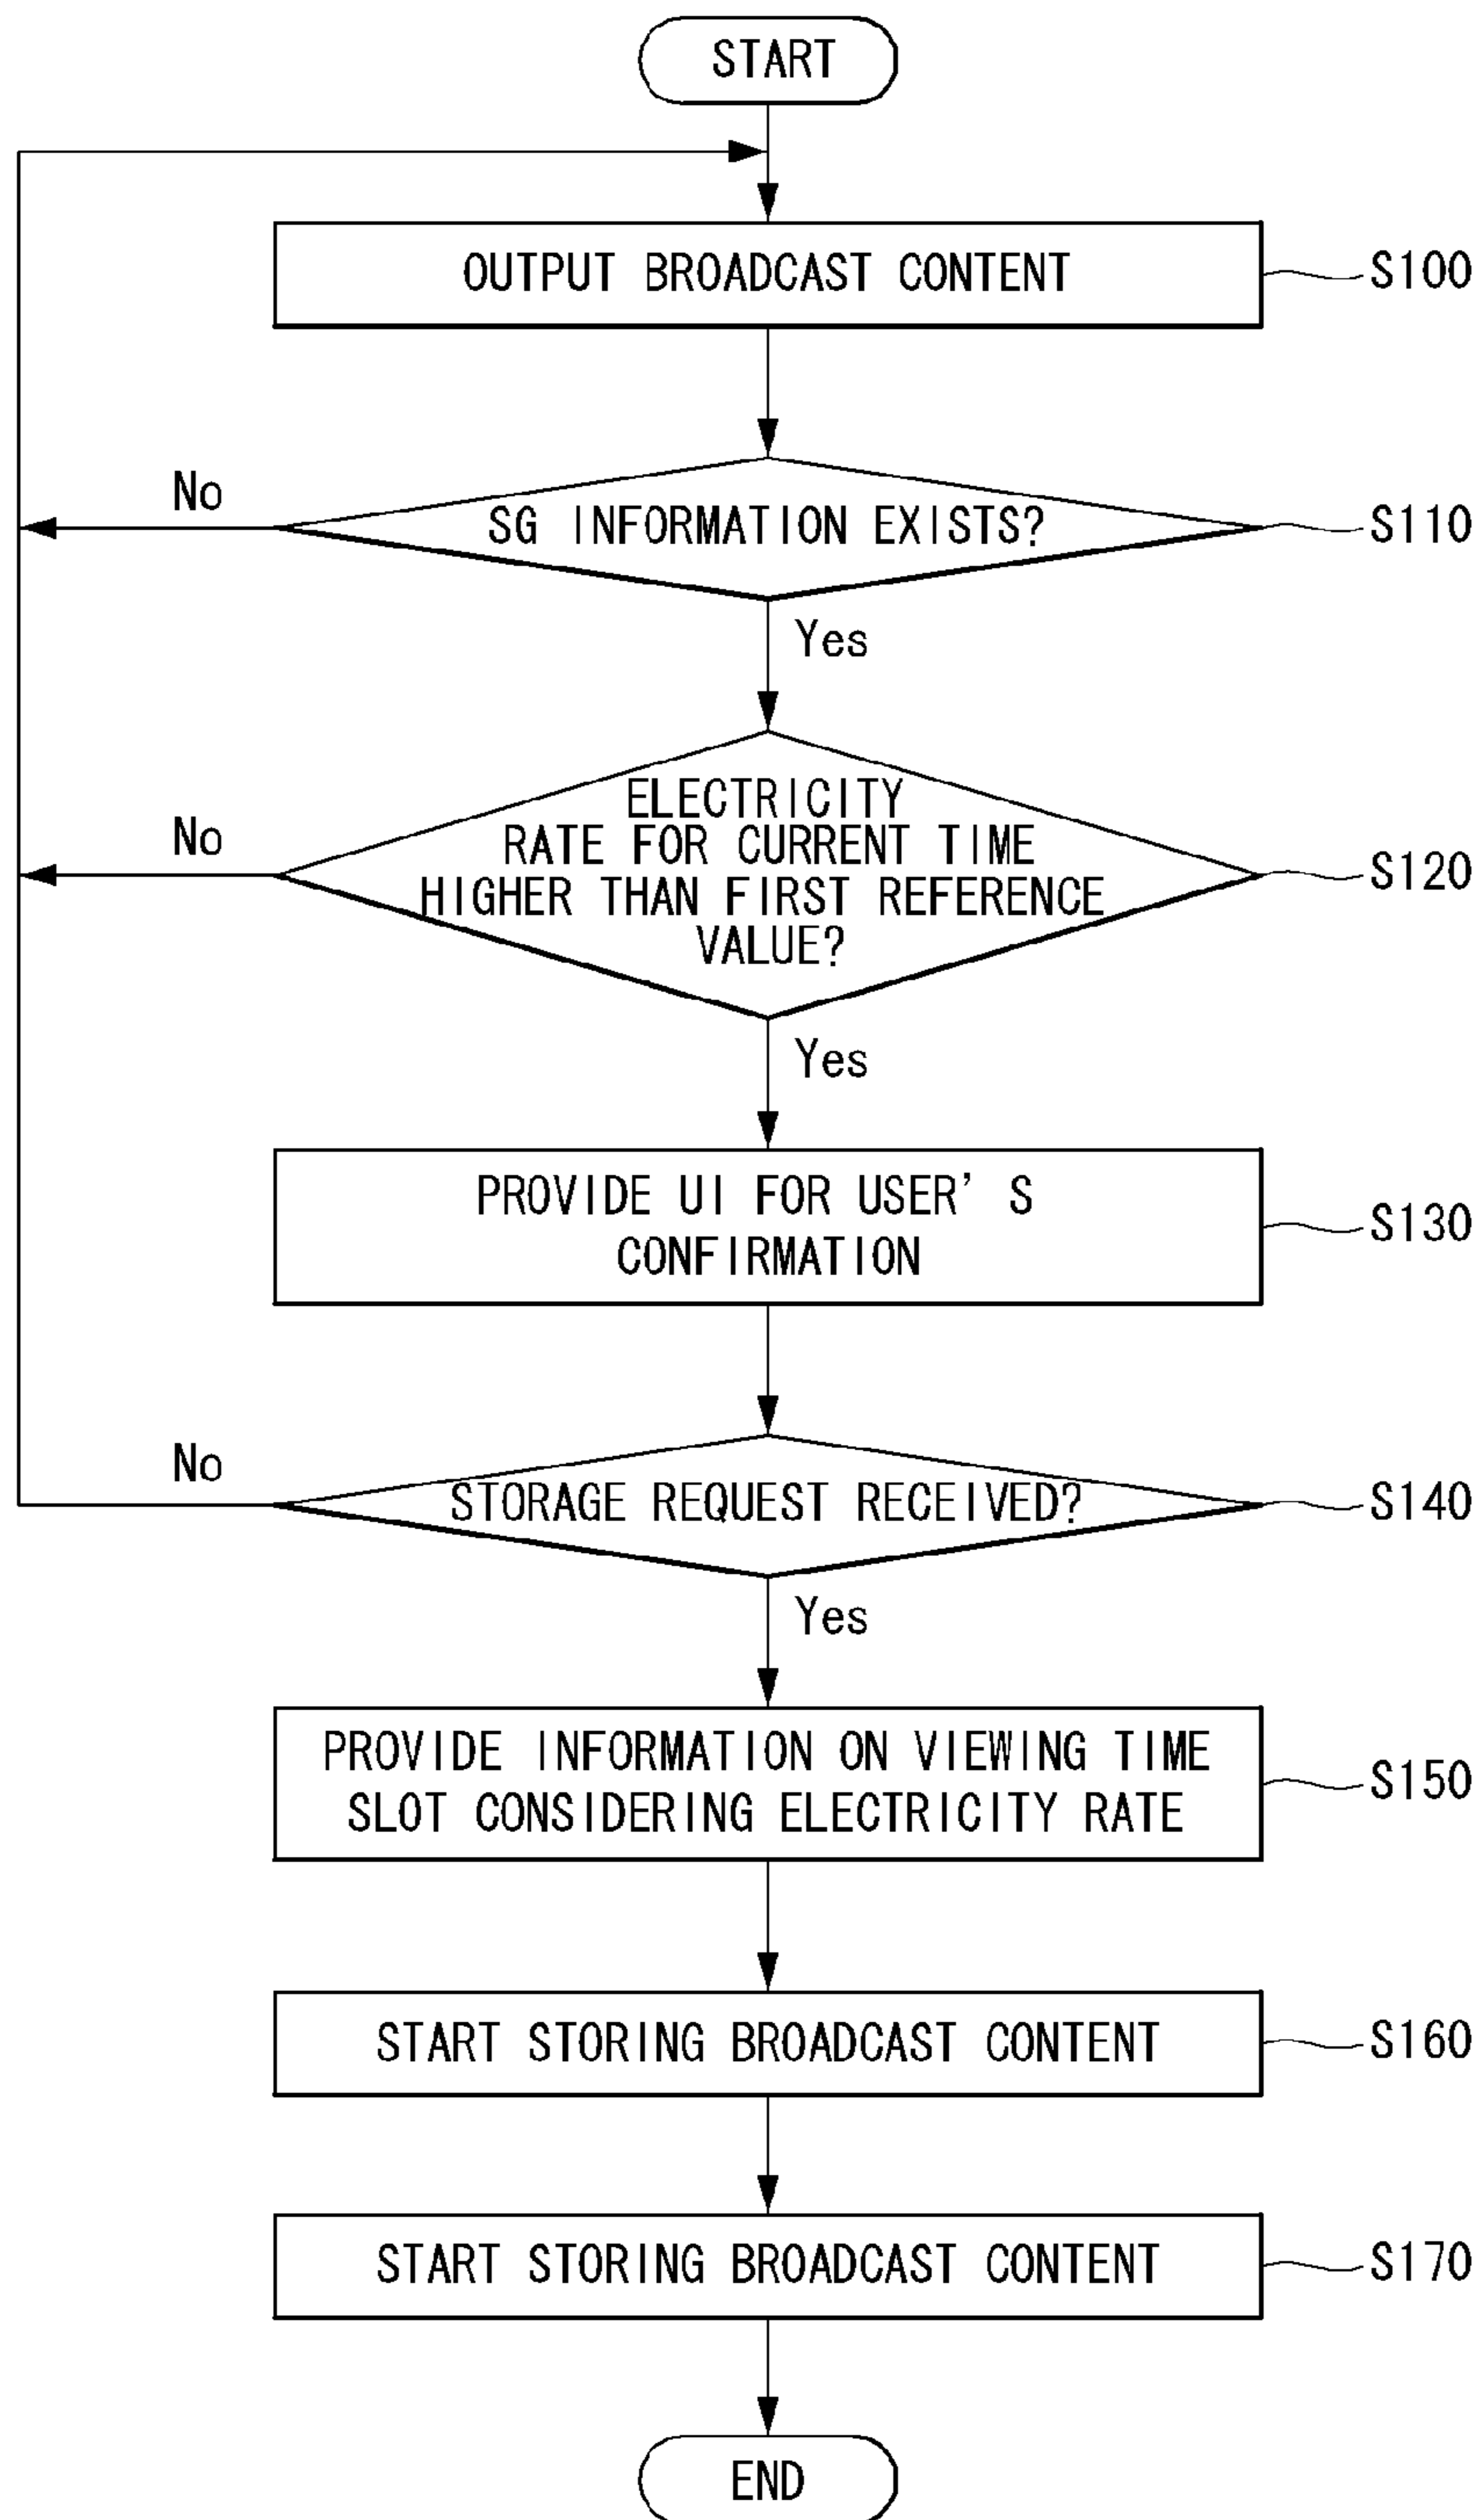 START
OUTPUT BROADCAST CONTENT
S100
No
SG INFORMATION EXISTS?
S110
Yes
No
ELECTRICITY
RATE FOR CURRENT TIME
HIGHER THAN FIRST REFERENCE
VALUE?
S120
Yes
PROVIDE UI FOR USER' S
CONFIRMATION
S130
No
STORAGE REQUEST RECEIVED?
S140
Yes
PROVIDE INFORMATION ON VIEWING TIME
SLOT CONSIDERING ELECTRICITY RATE
S150
START STORING BROADCAST CONTENT
S160
START STORING BROADCAST CONTENT
S170
END